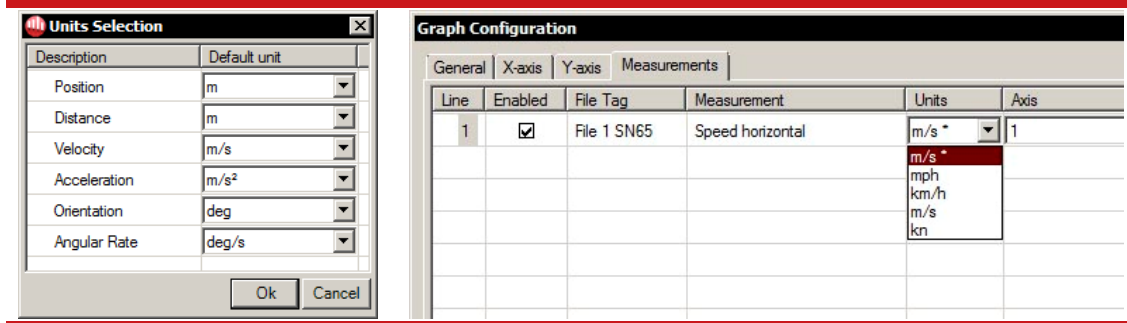 Units Selection
Description Default unit
Position m
Distance m
Velocity m/s
Acceleration m/s²
Orientation deg
Angular Rate deg/s
Ok Cancel
Graph Configuration
General X-axis Y-axis Measurements
Line Enabled File Tag Measurement Units Axis
1 File 1 SN65 Speed horizontal m/s * 1
m/s *
mph
km/h
m/s
kn